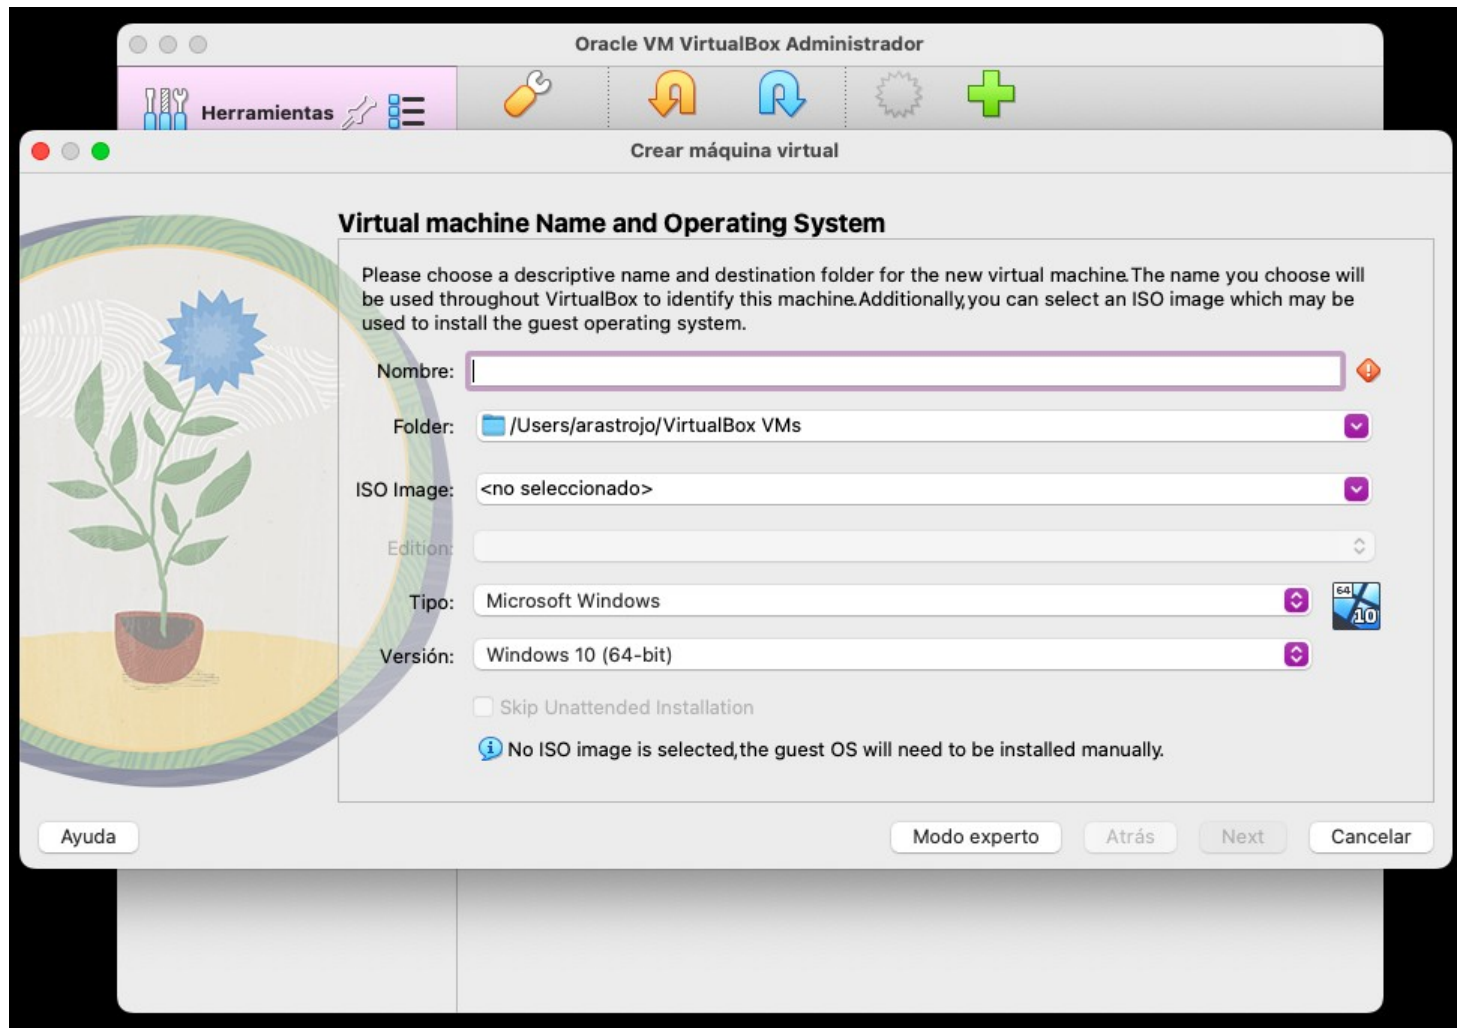 Oracle VM VirtualBox Administrador
Herramientas
Crear máquina virtual
Virtual machine Name and Operating System
Please choose a descriptive name and destination folder for the new virtual machine.The name you choose will
be used throughout VirtualBox to identify this machine.Additionally,you can select an ISO image which may be
used to install the guest operating system.
Nombre:
Folder: /Users/arastrojo/VirtualBox VMs
ISO Image: <no seleccionado>
Edition:
Tipo: Microsoft Windows
64
10
Versión: Windows 10 (64-bit)
Skip Unattended Installation
No ISO image is selected,the guest OS will need to be installed manually.
Ayuda Modo experto Atrás Next Cancelar